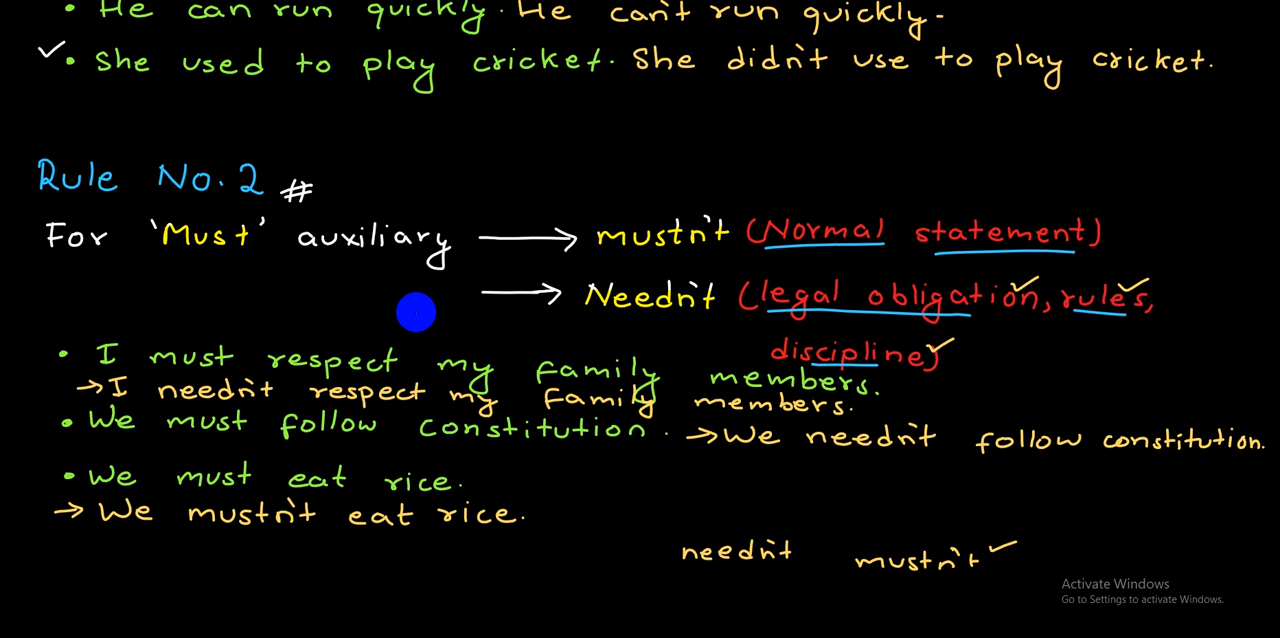 • He can run quickly. He can't run quickly.
• She used to play cricket. She didn't use to play cricket.
Rule No.2 #
For 'Must' auxiliary → mustn't (Normal statement)
→ Needn't (legal obligation, rules,
discipline)
• I must respect my family members.
→ I needn't respect my family members.
• We must follow constitution. → We needn't follow constitution.
• We must eat rice.
→ We mustn't eat rice.
needn't mustn't
Activate Windows
Go to Settings to activate Windows.